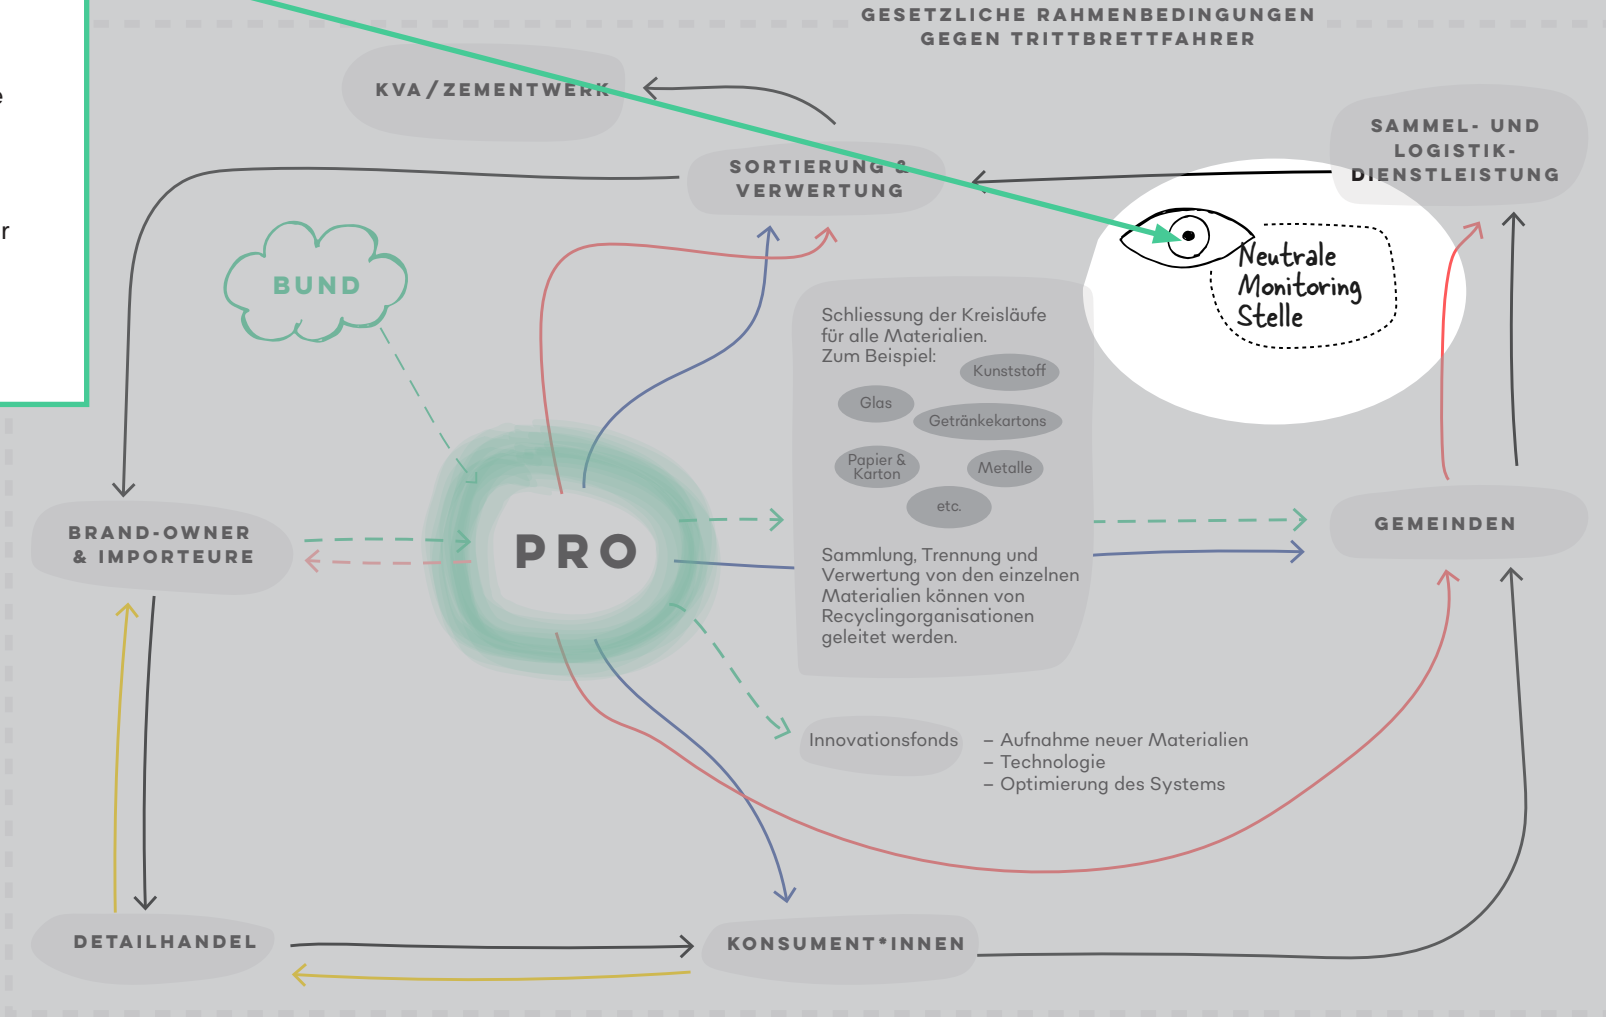 GESETZLICHE RAHMENBEDINGUNGEN
GEGEN TRITTBRETTFAHRER
KVA/ZEMENTWERK
SAMMEL- UND
LOGISTIK-
DIENSTLEISTUNG
SORTIERUNG &
VERWERTUNG
BUND
Neutrale
Monitoring
Stelle
Schliessung der Kreisläufe
für alle Materialien.
Zum Beispiel:
Kunststoff
Glas
Getränkekartons
Papier &
Karton
Metalle
etc.
Sammlung, Trennung und
Verwertung von den einzelnen
Materialien können von
Recyclingorganisationen
geleitet werden.
BRAND-OWNER
& IMPORTEURE
PRO
GEMEINDEN
Innovationsfonds
– Aufnahme neuer Materialien
– Technologie
– Optimierung des Systems
DETAILHANDEL
KONSUMENT*INNEN